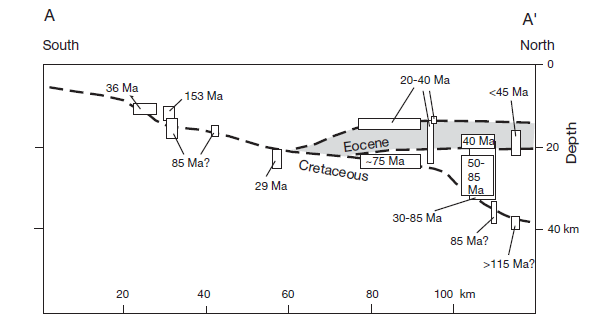 A
A'
South
North
0
36 Ma
153 Ma
20-40 Ma
<45 Ma
85 Ma?
Eocene
40 Ma
20
Depth
Cretaceous
~75 Ma
50-
85
Ma
29 Ma
30-85 Ma
85 Ma?
40 km
>115 Ma?
20
40
60
80
100 km